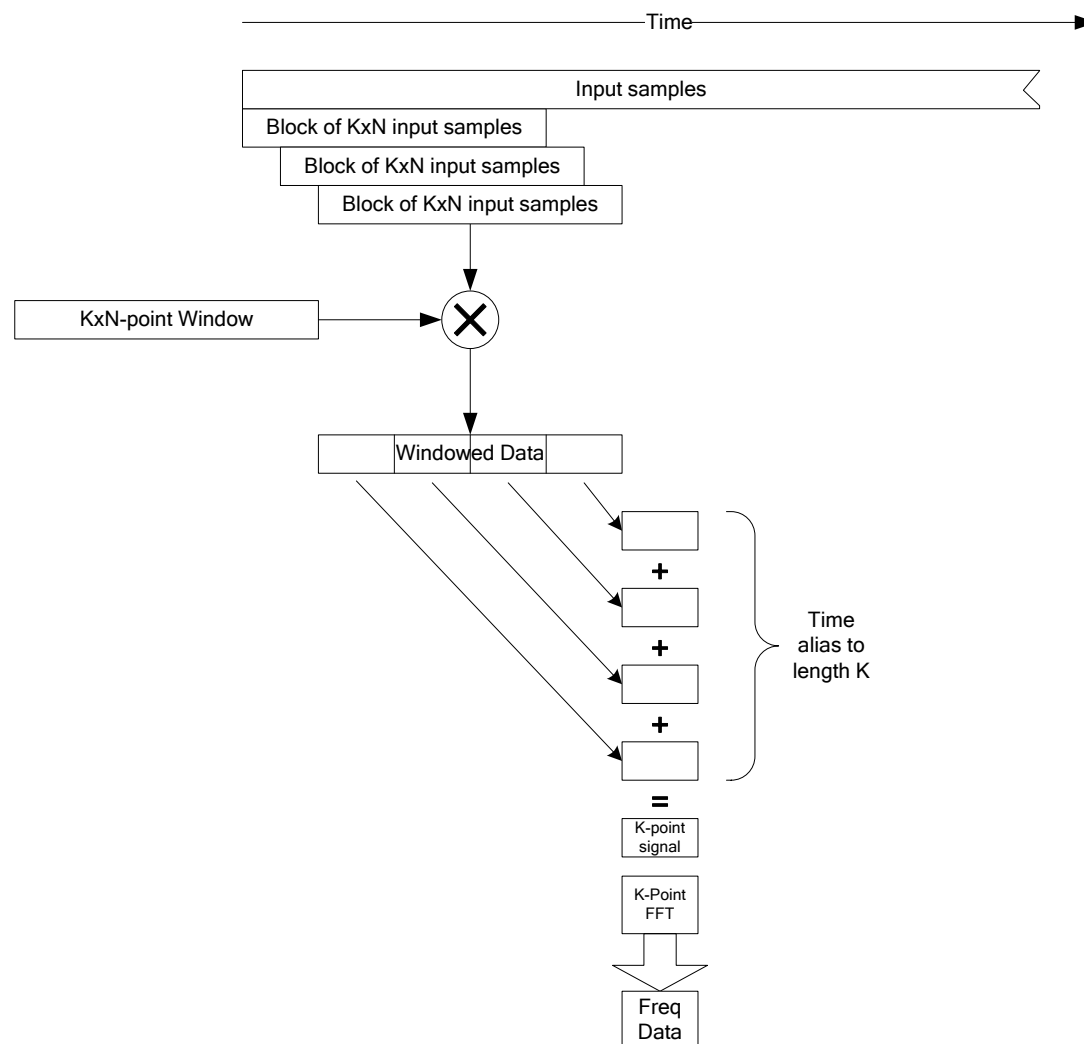 Time
Input samples
Block of KxN input samples
Block of KxN input samples
Block of KxN input samples
KxN-point Window
Windowed Data
+
+
+
=
Time
alias to
length K
K-point
signal
K-Point
FFT
Freq
Data